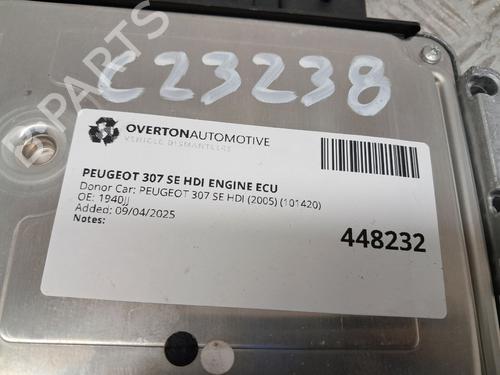 C23238
OVERTONAUTOMOTIVE
VEHICLE DISMANTLERS
PEUGEOT 307 SE HDI ENGINE ECU
Donor Car: PEUGEOT 307 SE HDI (2005) (101420)
OE: 1940JJ
Added: 09/04/2025
Notes:
448232
B-PARTS